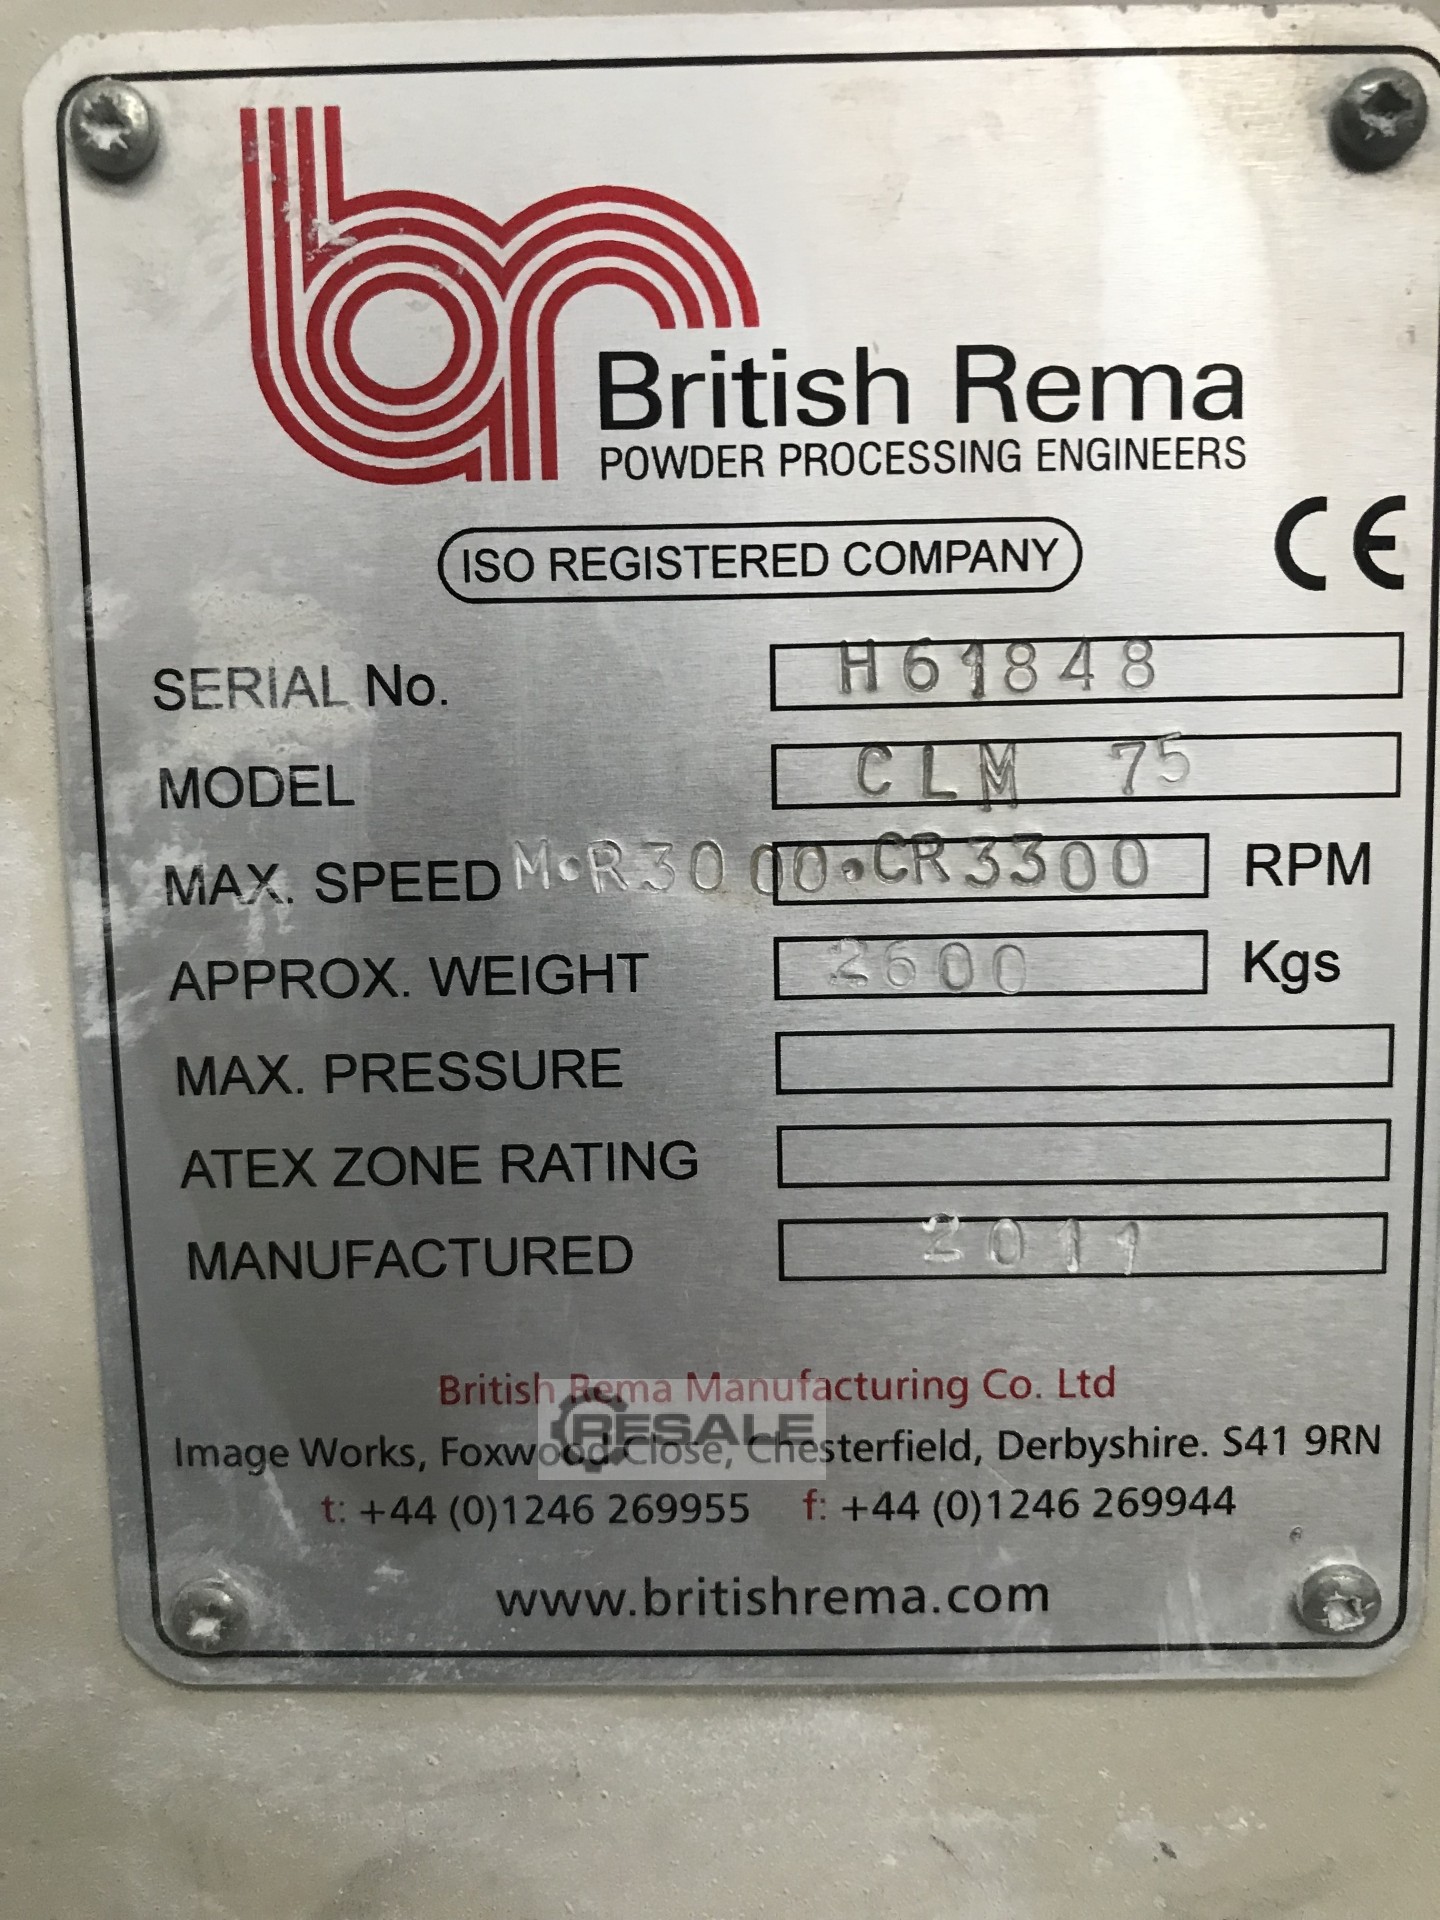 br
British Rema
POWDER PROCESSING ENGINEERS
ISO REGISTERED COMPANY
CE
SERIAL No. H61848
MODEL CLM 75
MAX. SPEED M•R3000•CR3300 RPM
APPROX. WEIGHT 2600 Kgs
MAX. PRESSURE
ATEX ZONE RATING
MANUFACTURED 2011
British Rema Manufacturing Co. Ltd
RESALE
Image Works, Foxwood Close, Chesterfield, Derbyshire. S41 9RN
t: +44 (0)1246 269955 f: +44 (0)1246 269944
www.britishrema.com